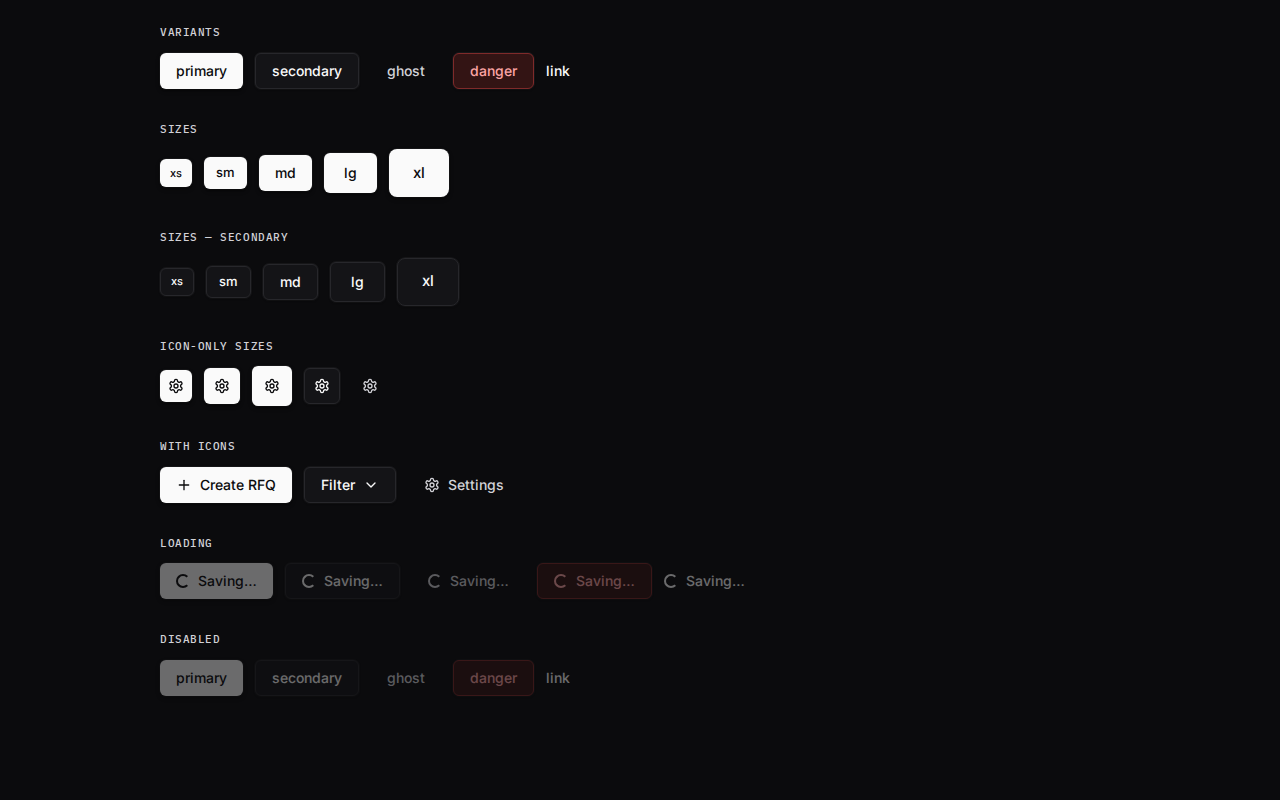 VARIANTS
primary secondary ghost danger link
SIZES
xs sm md lg xl
SIZES — SECONDARY
xs sm md lg xl
ICON-ONLY SIZES
WITH ICONS
Create RFQ Filter Settings
LOADING
Saving… Saving… Saving… Saving… Saving…
DISABLED
primary secondary ghost danger link